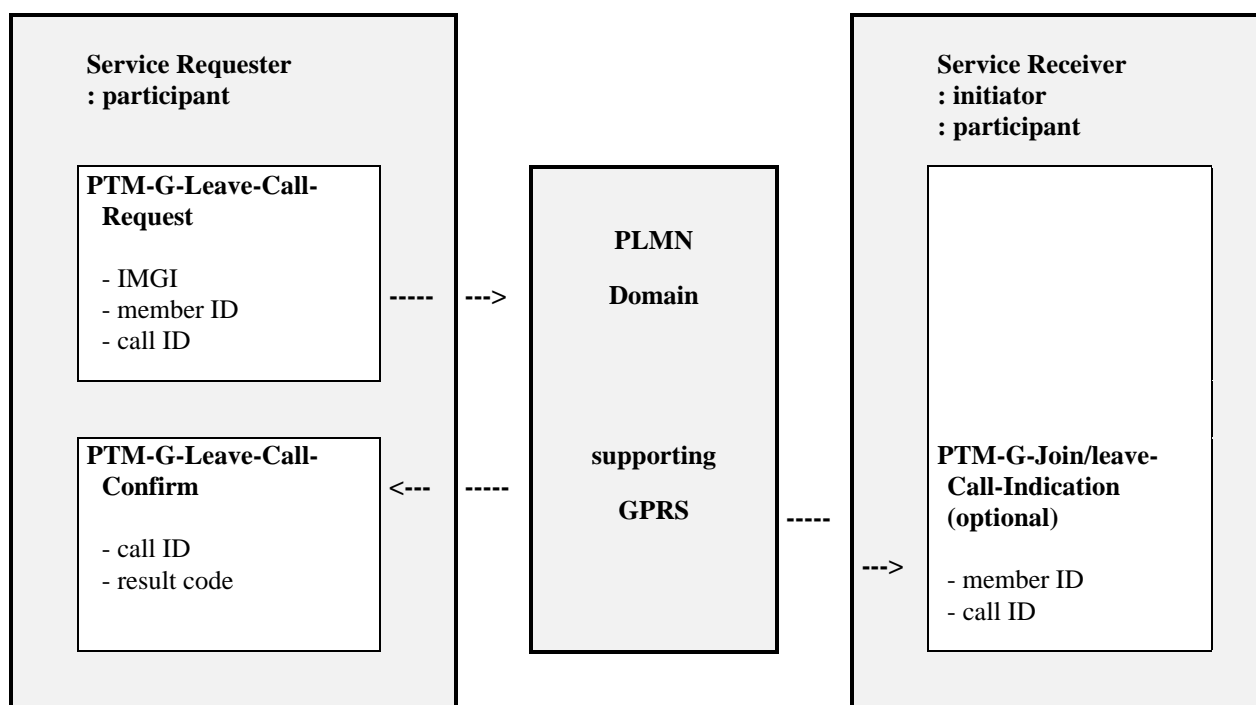 Service Requester
: participant
PTM-G-Leave-Call-
Request
- IMGI
- member ID
- call ID
----- --->
PTM-G-Leave-Call-
Confirm
<--- -----
- call ID
- result code
PLMN
Domain
supporting
GPRS
-----
--->
Service Receiver
: initiator
: participant
PTM-G-Join/leave-
Call-Indication
(optional)
- member ID
- call ID